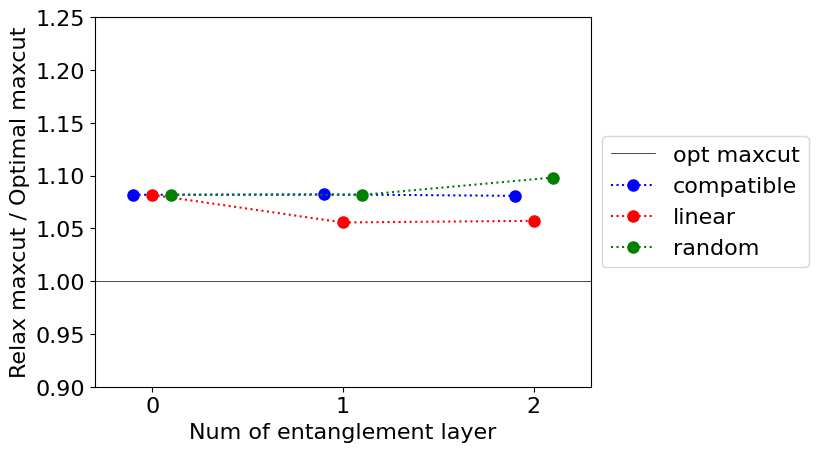 Relax maxcut / Optimal maxcut
1.25
1.20
1.15
1.10
1.05
1.00
0.95
0.90
0
1
2
Num of entanglement layer
opt maxcut
compatible
linear
random